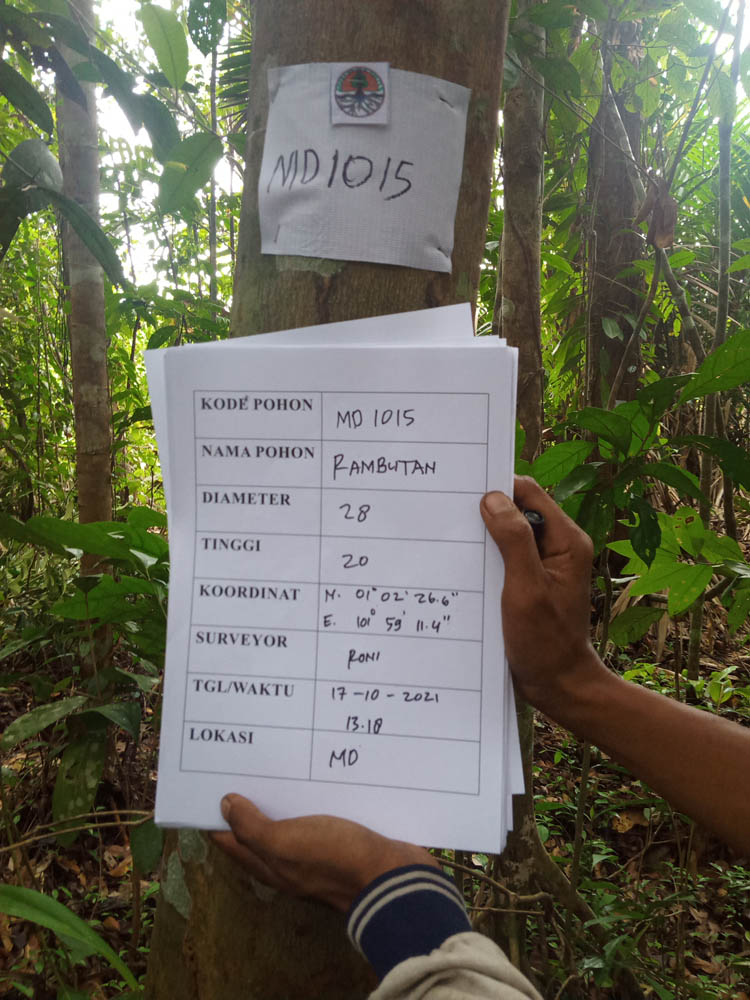 MD1015
KODE POHON MD 1015
NAMA POHON RAMBUTAN
DIAMETER 28
TINGGI 20
KOORDINAT N. 01° 02' 26.6"
E. 101° 59' 11.4"
SURVEYOR RONI
TGL/WAKTU 17-10-2021
13.18
LOKASI MD